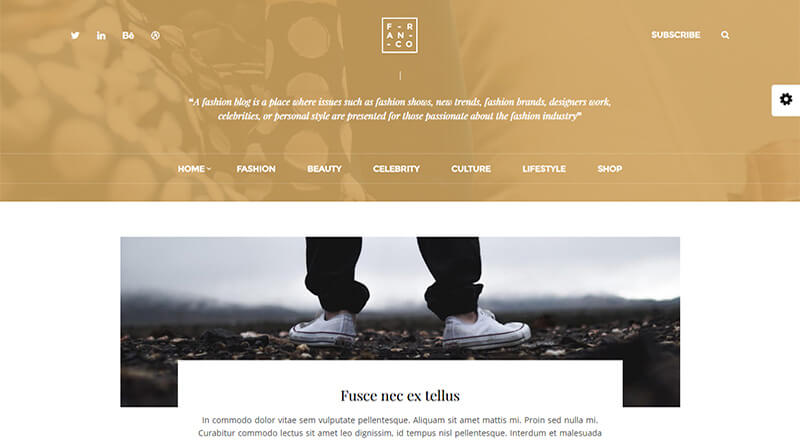 F-R
AN-
-CO
SUBSCRIBE
❝A fashion blog is a place where issues such as fashion shows, new trends, fashion brands, designers work,
celebrities, or personal style are presented for those passionate about the fashion industry❞
HOME FASHION BEAUTY CELEBRITY CULTURE LIFESTYLE SHOP
Fusce nec ex tellus
In commodo dolor vitae sem vulputate pellentesque. Aliquam sit amet mattis mi. Proin sed nulla mi.
Curabitur commodo lectus sit amet leo dignissim, id tempus nisl pellentesque. Interdum et malesuada